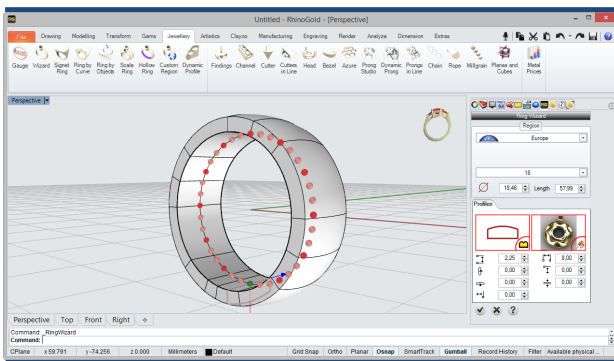 Untitled - RhinoGold - [Perspective]
File Drawing Modelling Transform Gems Jewellery Artistics Clayoo Manufacturing Engraving Render Analyze Dimension Extras
Gauge Wizard Signet Ring Ring by Curve Ring by Objects Scale Ring Hollow Ring Custom Region Dynamic Profile Findings Channel Cutter Cutters in Line Head Bezel Azure Prong Studio Dynamic Prong Prongs in Line Chain Rope Millgrain Planes and Cubes Metal Prices
Perspective
Ring Wizard
Region
Europe
18
18,46 Length 57,99
Profiles
2,25 8,00
0,00 0,00
0,00 0,00
0,00
Perspective Top Front Right
Command: _RingWizard
Command:
CPlane x 59.791 y -74.256 z 0.000 Millimeters Default Grid Snap Ortho Planar Osnap SmartTrack Gumball Record History Filter Available physical...